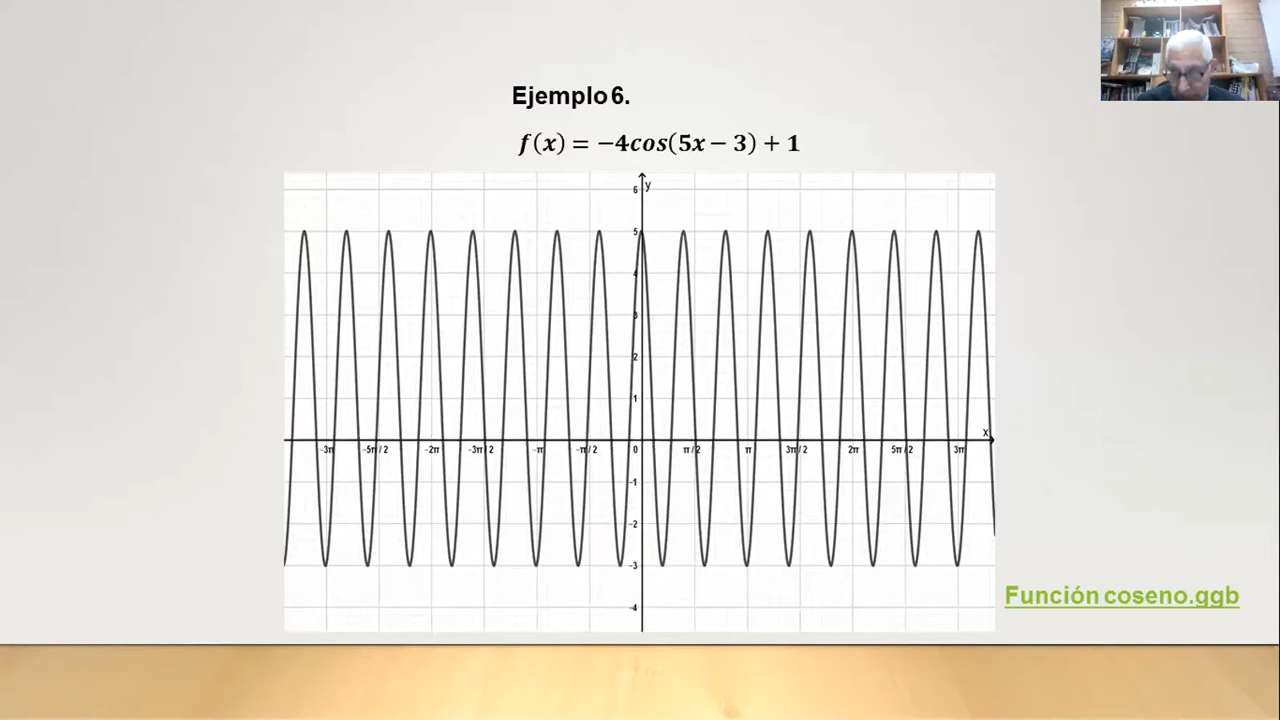 Ejemplo 6.
f(x) = −4cos(5x − 3) + 1
y
6
5
4
3
2
1
x
-3π -5π / 2 -2π -3π / 2 -π -π / 2 0 π / 2 π 3π / 2 2π 5π / 2 3π
-1
-2
-3
-4
Función coseno.ggb